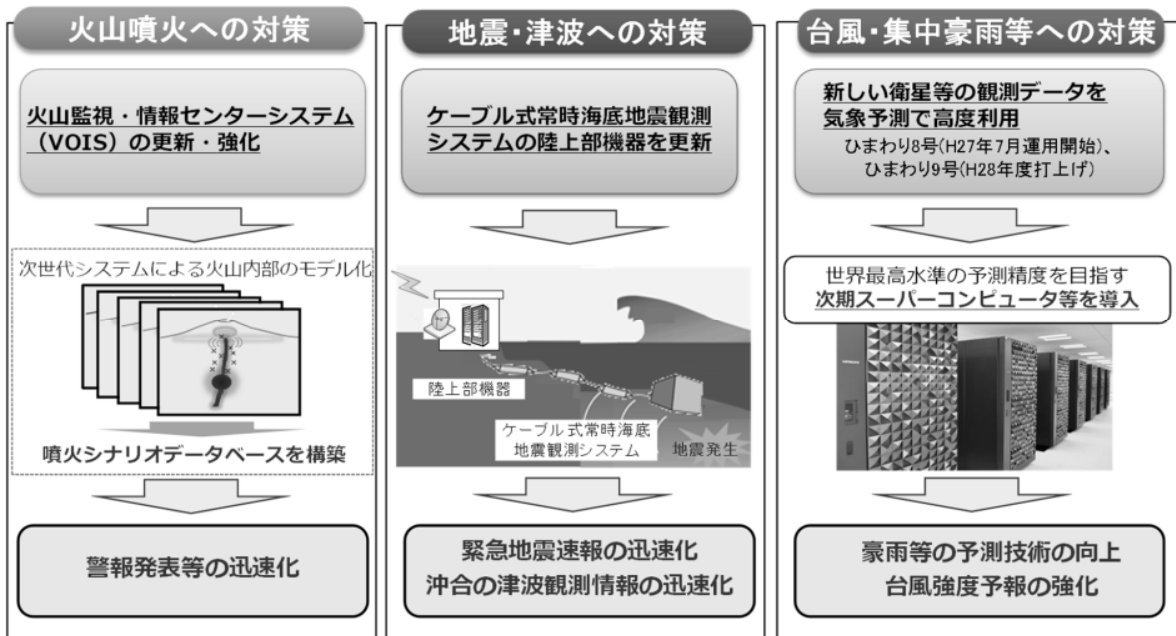 火山噴火への対策
火山監視・情報センターシステム
（VOIS）の更新・強化
次世代システムによる火山内部のモデル化
噴火シナリオデータベースを構築
警報発表等の迅速化
地震・津波への対策
ケーブル式常時海底地震観測
システムの陸上部機器を更新
陸上部機器
ケーブル式常時海底
地震観測システム
地震発生
緊急地震速報の迅速化
沖合の津波観測情報の迅速化
台風・集中豪雨等への対策
新しい衛星等の観測データを
気象予測で高度利用
ひまわり8号(H27年7月運用開始)、
ひまわり9号(H28年度打上げ)
世界最高水準の予測精度を目指す
次期スーパーコンピュータ等を導入
豪雨等の予測技術の向上
台風強度予報の強化